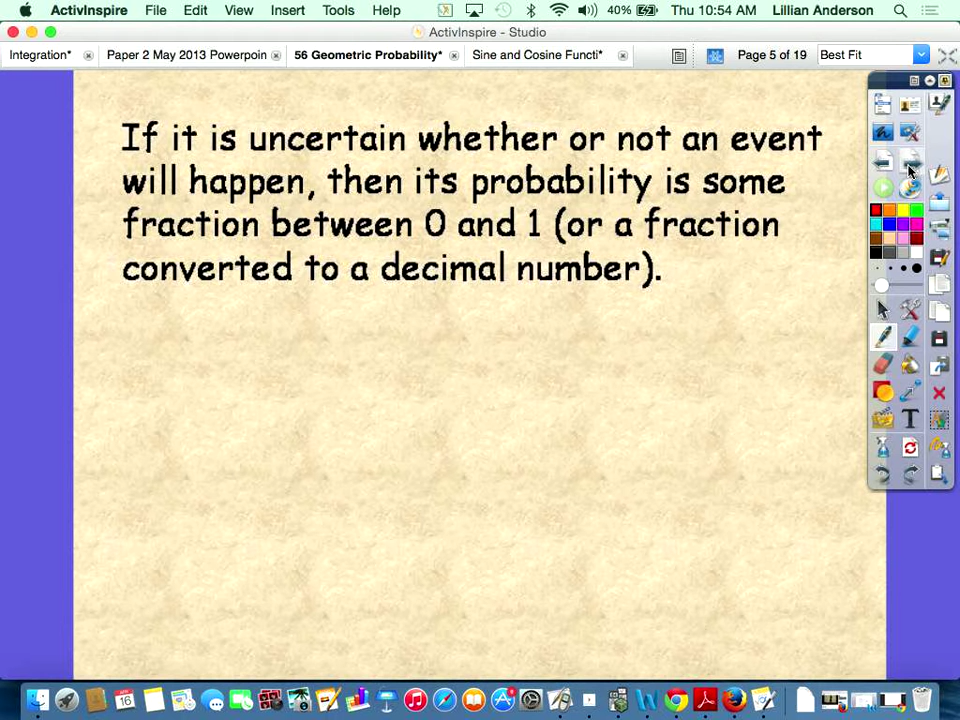 ActivInspire File Edit View Insert Tools Help 40% Thu 10:54 AM Lillian Anderson
ActivInspire - Studio
Integration* Paper 2 May 2013 Powerpoin 56 Geometric Probability* Sine and Cosine Functi* Page 5 of 19 Best Fit
If it is uncertain whether or not an event
will happen, then its probability is some
fraction between 0 and 1 (or a fraction
converted to a decimal number).